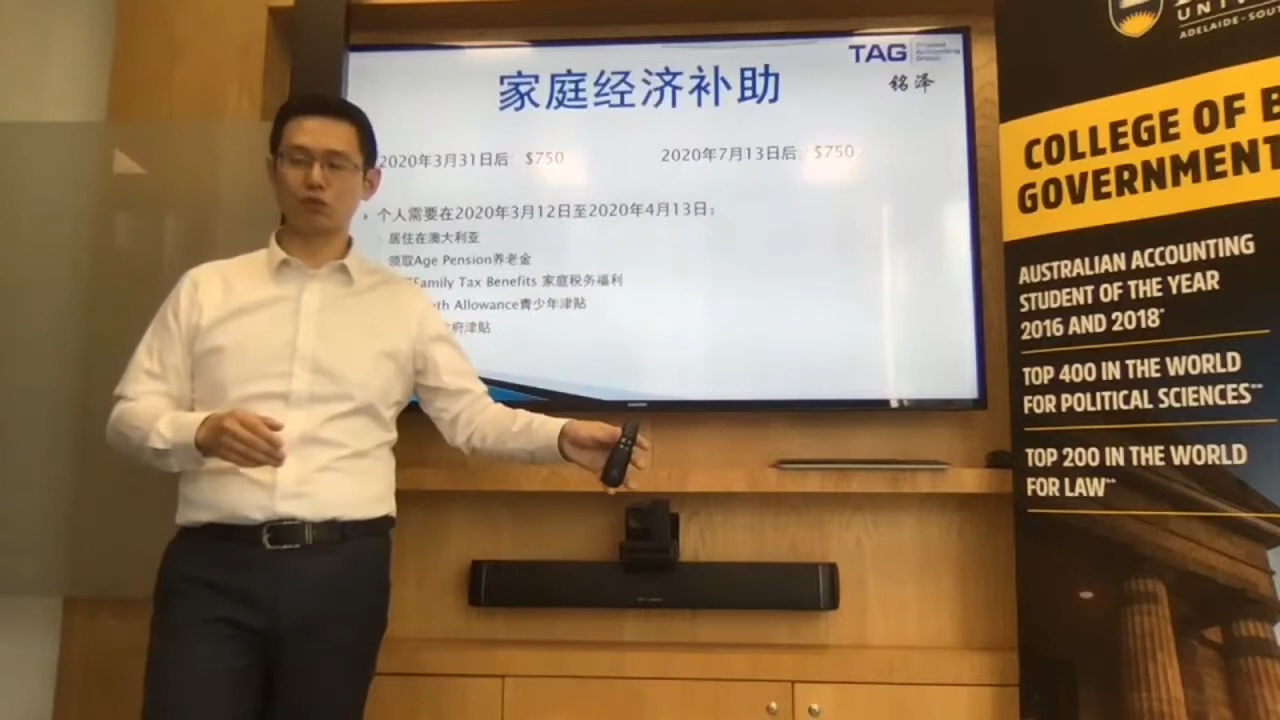 TAG
铭泽
家庭经济补助
2020年3月31日后: $750
2020年7月13日后: $750
个人需要在2020年3月12日至2020年4月13日:
居住在澳大利亚
领取Age Pension养老金
Family Tax Benefits 家庭税务福利
Allowance青少年津贴
津贴
ADELAIDE
COLLEGE OF
GOVERNMENT
AUSTRALIAN ACCOUNTING
STUDENT OF THE YEAR
2016 AND 2018*
TOP 400 IN THE WORLD
FOR POLITICAL SCIENCES**
TOP 200 IN THE WORLD
FOR LAW**